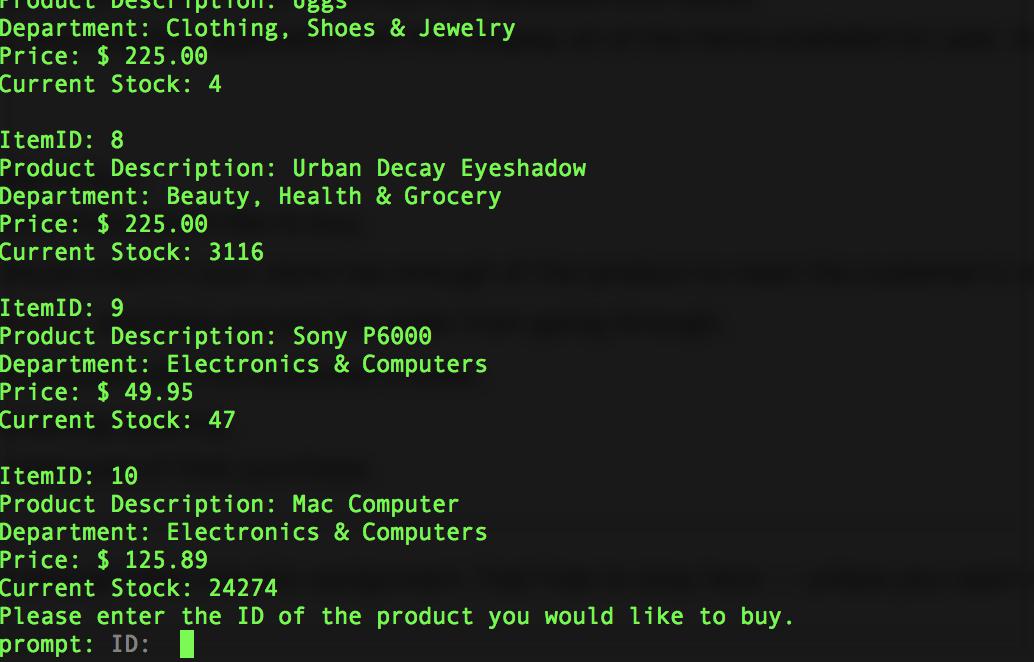 Product Description: Uggs
Department: Clothing, Shoes & Jewelry
Price: $ 225.00
Current Stock: 4
ItemID: 8
Product Description: Urban Decay Eyeshadow
Department: Beauty, Health & Grocery
Price: $ 225.00
Current Stock: 3116
ItemID: 9
Product Description: Sony P6000
Department: Electronics & Computers
Price: $ 49.95
Current Stock: 47
ItemID: 10
Product Description: Mac Computer
Department: Electronics & Computers
Price: $ 125.89
Current Stock: 24274
Please enter the ID of the product you would like to buy.
prompt: ID: